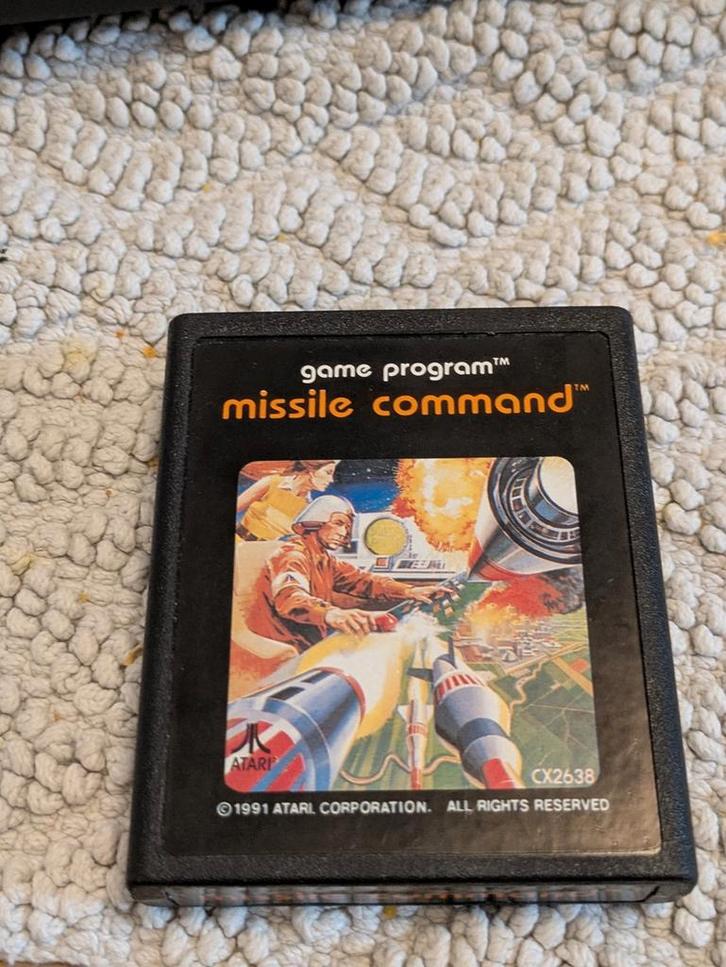 game program™
missile command™
ATARI®
CX2638
©1991 ATARI CORPORATION. ALL RIGHTS RESERVED